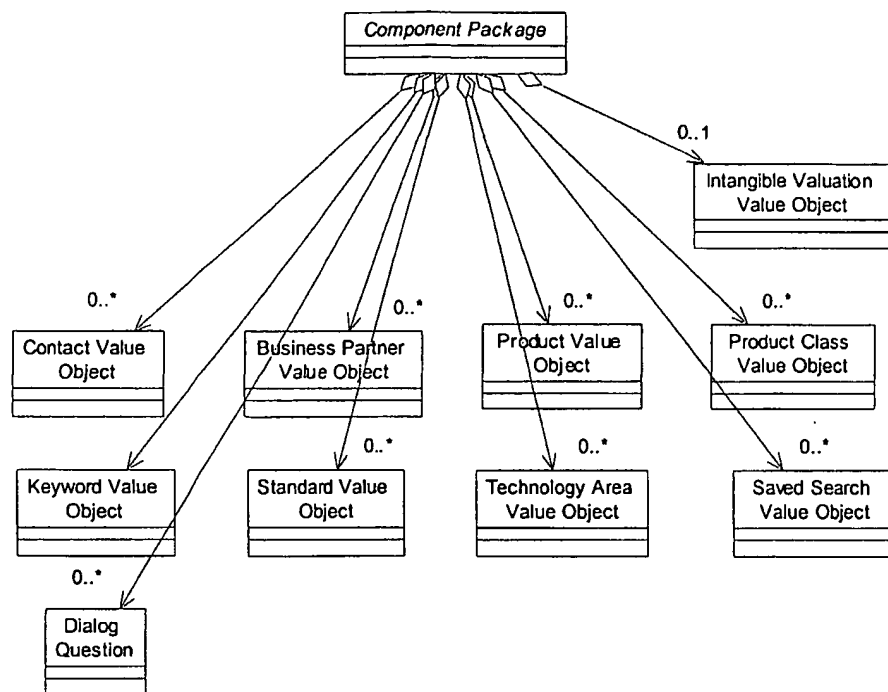 Component Package
0..1
Intangible Valuation
Value Object
0..*
0..*
0..*
0..*
Contact Value
Object
Business Partner
Value Object
Product Value
Object
Product Class
Value Object
0..*
0..*
0..*
Keyword Value
Object
Standard Value
Object
Technology Area
Value Object
Saved Search
Value Object
0..*
Dialog
Question